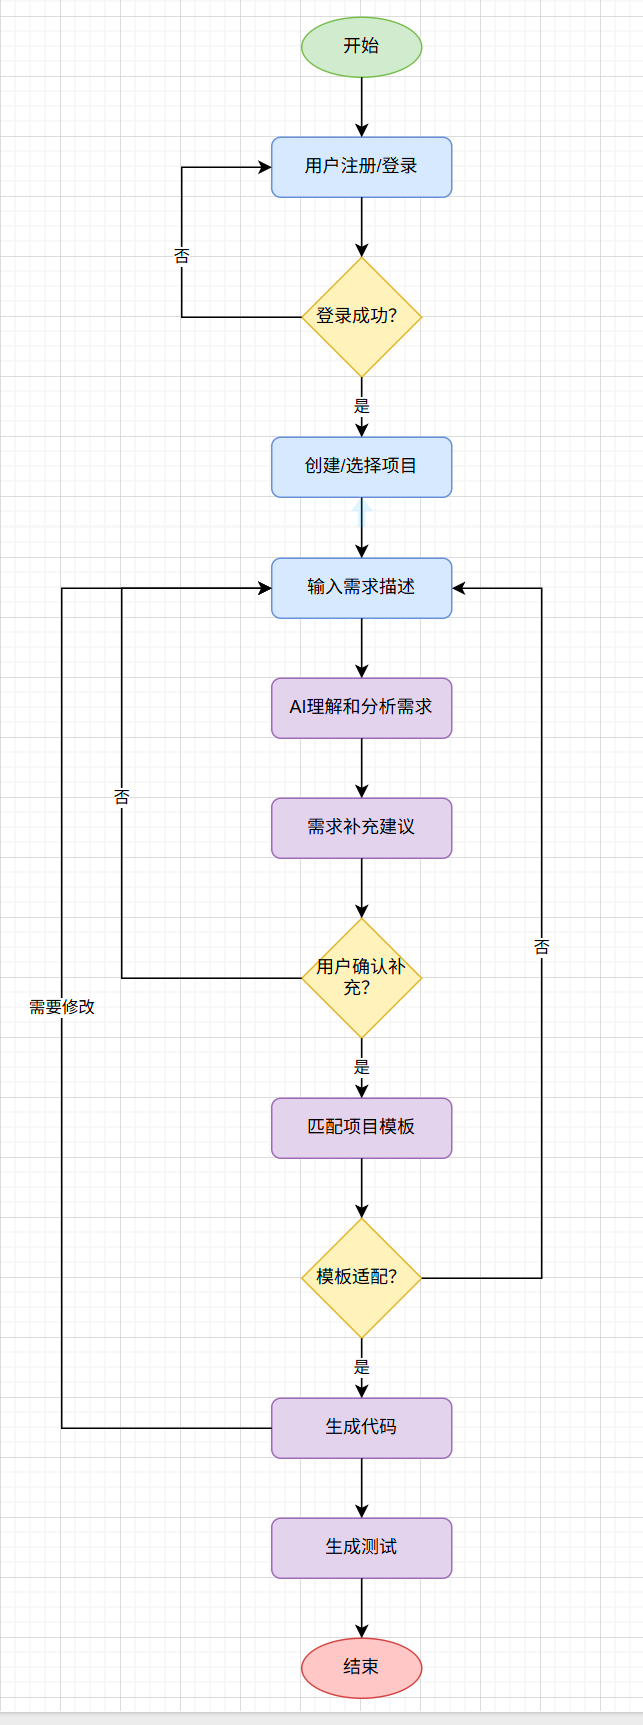 开始
用户注册/登录
否
登录成功?
是
创建/选择项目
输入需求描述
AI理解和分析需求
否
需求补充建议
否
用户确认补
充?
需要修改
是
匹配项目模板
模板适配?
是
生成代码
生成测试
结束